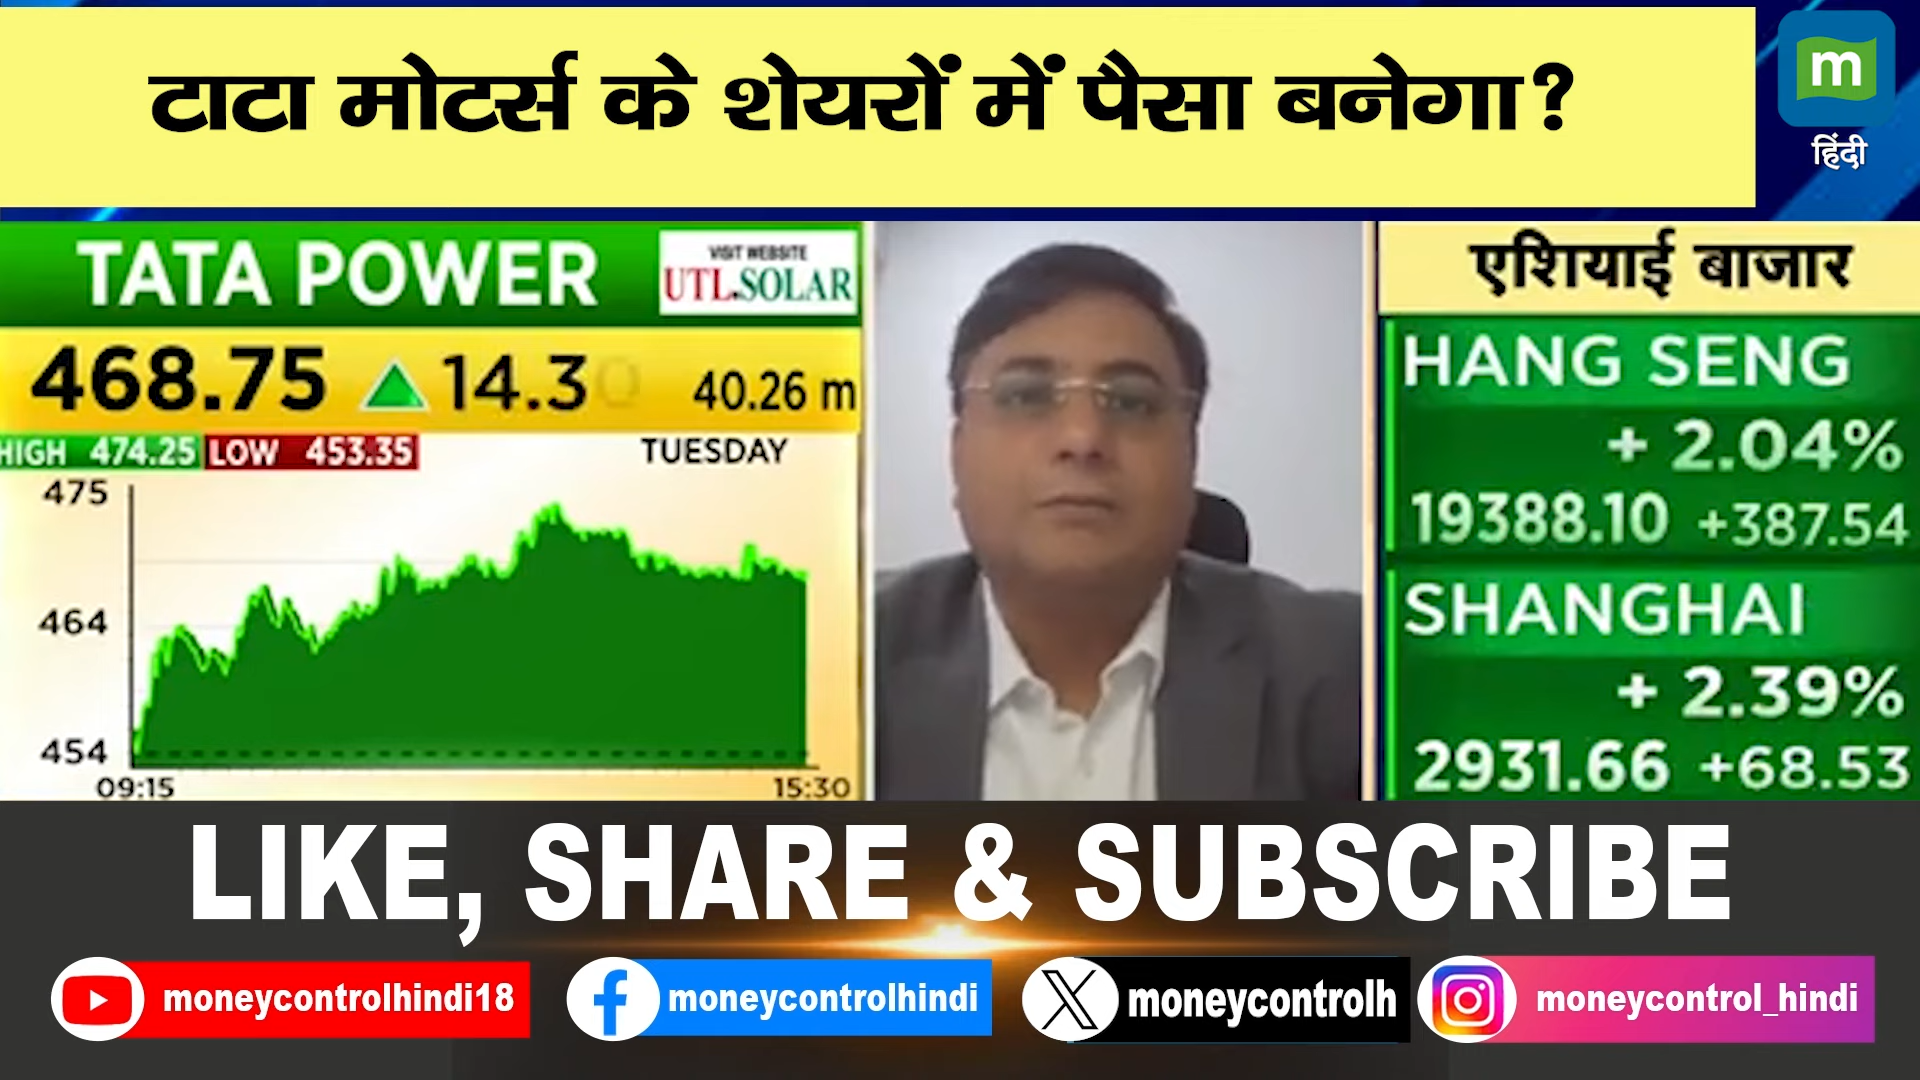 टाटा मोटर्स के शेयरों में पैसा बनेगा?
m
हिंदी
TATA POWER
VISIT WEBSITE
UTL.SOLAR
468.75 14.30 40.26 m
HIGH 474.25 LOW 453.35 TUESDAY
475
464
454
09:15 15:30
एशियाई बाजार
HANG SENG
+ 2.04%
19388.10 +387.54
SHANGHAI
+ 2.39%
2931.66 +68.53
LIKE, SHARE & SUBSCRIBE
moneycontrolhindi18 moneycontrolhindi moneycontrolh moneycontrol_hindi